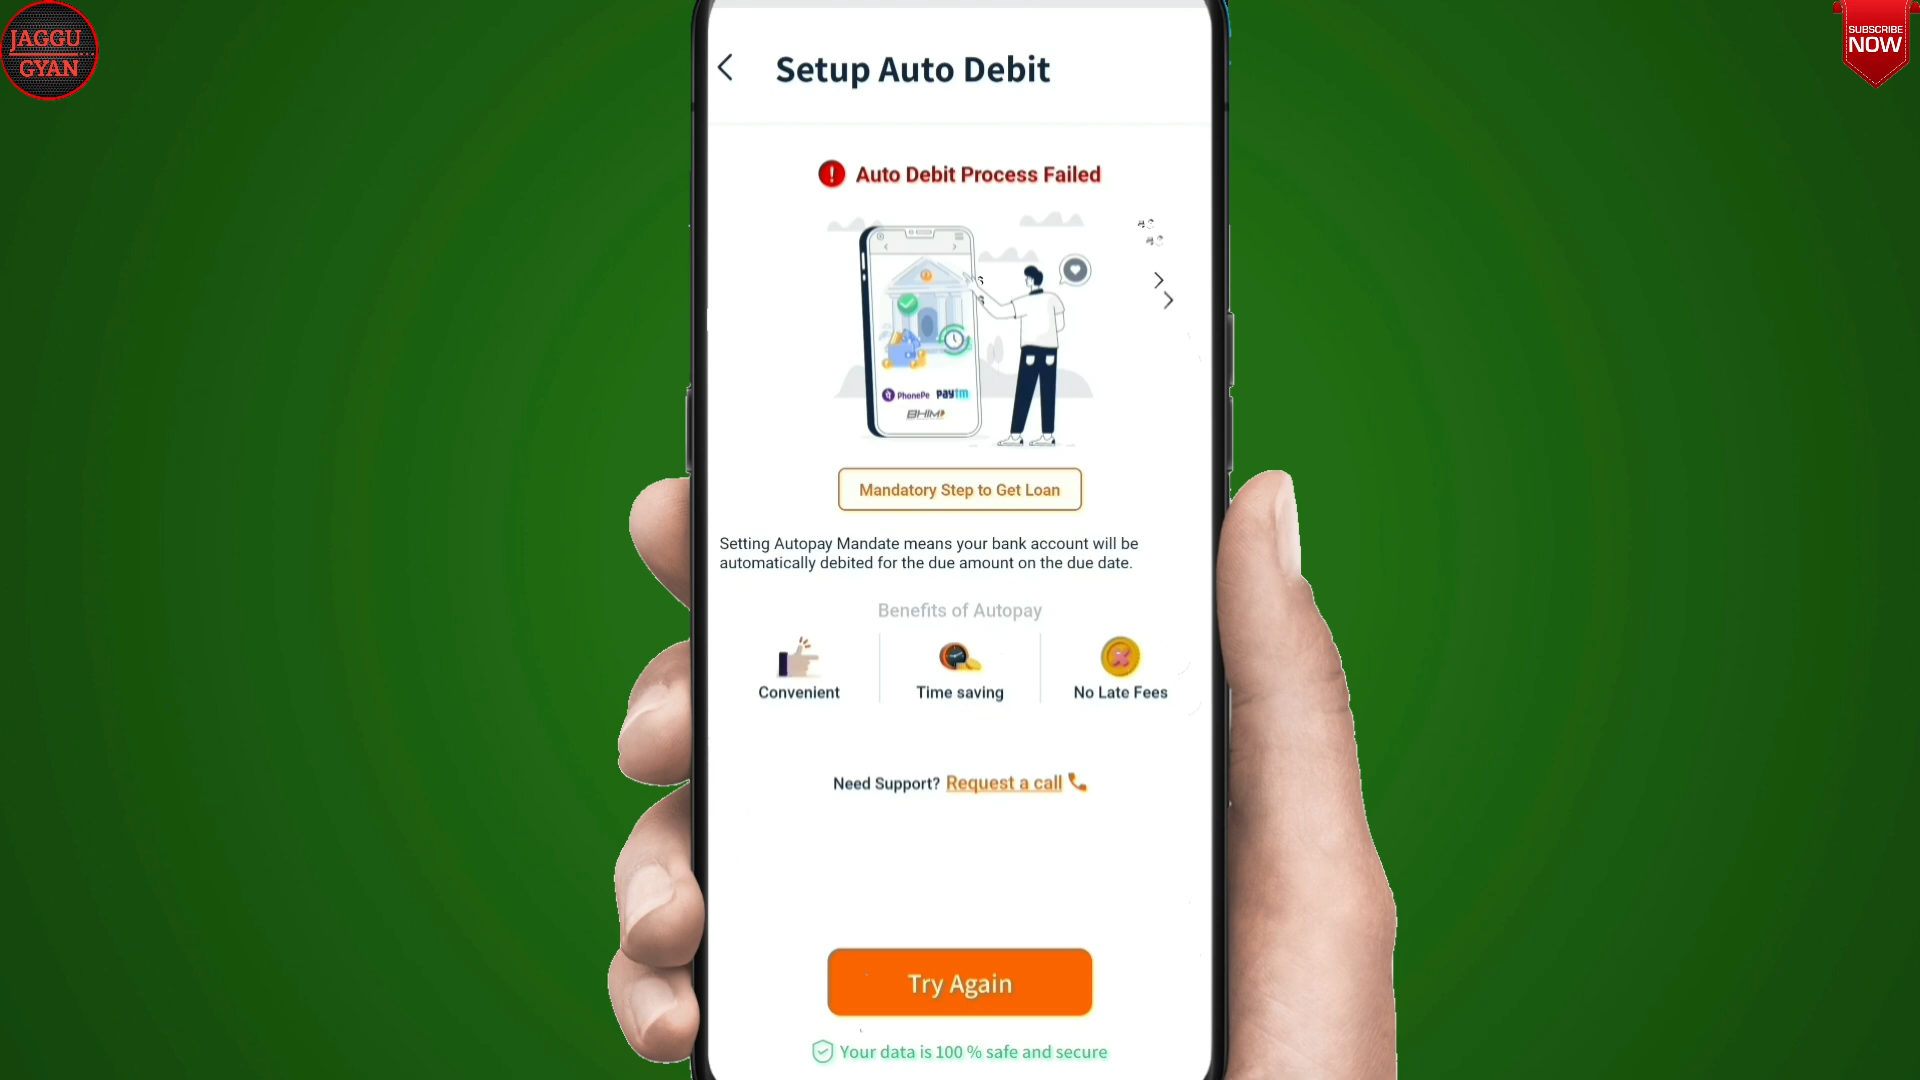 JAGGU
GYAN
SUBSCRIBE
NOW
Setup Auto Debit
Auto Debit Process Failed
PhonePe Paytm
BHIM
Mandatory Step to Get Loan
Setting Autopay Mandate means your bank account will be
automatically debited for the due amount on the due date.
Benefits of Autopay
Convenient
Time saving
No Late Fees
Need Support? Request a call
Try Again
Your data is 100 % safe and secure